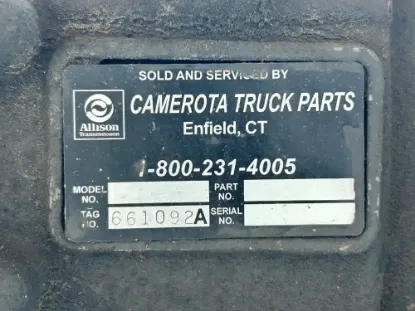 SOLD AND SERVICED BY
Allison
Transmission
CAMEROTA TRUCK PARTS
Enfield, CT
1-800-231-4005
MODEL NO. PART NO.
TAG NO. 661092A SERIAL NO.